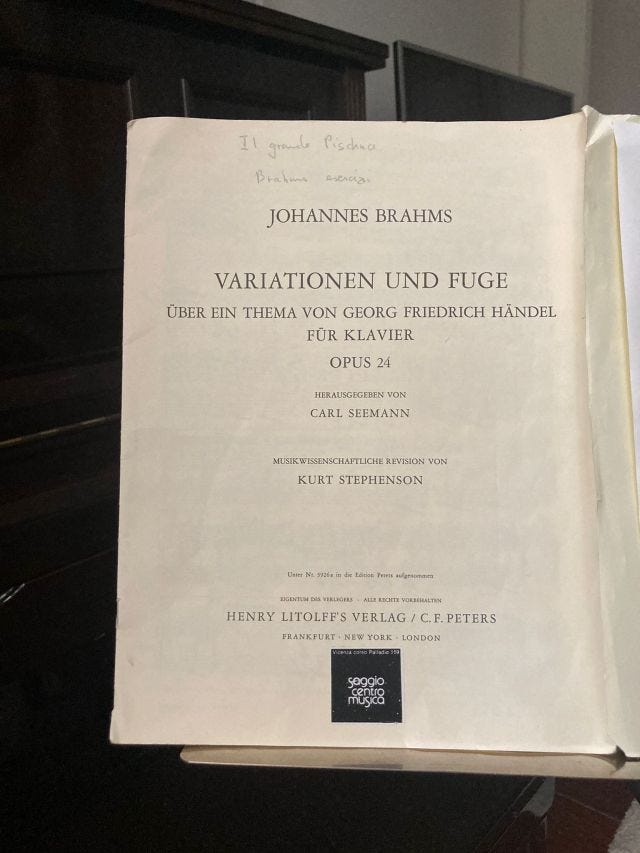 Il grande Pischna
Brahms eserciz.
JOHANNES BRAHMS
VARIATIONEN UND FUGE
ÜBER EIN THEMA VON GEORG FRIEDRICH HÄNDEL
FÜR KLAVIER
OPUS 24
HERAUSGEGEBEN VON
CARL SEEMANN
MUSIKWISSENSCHAFTLICHE REVISION VON
KURT STEPHENSON
Unter Nr. 3926a in die Edition Peters aufgenommen
EIGENTUM DES VERLEGERS · ALLE RECHTE VORBEHALTEN
HENRY LITOLFF'S VERLAG / C. F. PETERS
FRANKFURT · NEW YORK · LONDON
Vicenza corso Palladio 159
saggio
centro
musica